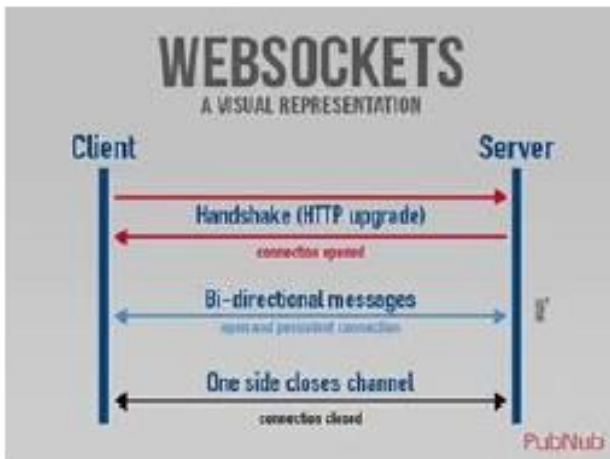 WEBSOCKETS
A VISUAL REPRESENTATION
Client
Server
Handshake (HTTP upgrade)
connection opened
Bi-directional messages
open and persistent connection
One side closes channel
connection closed
PubNub